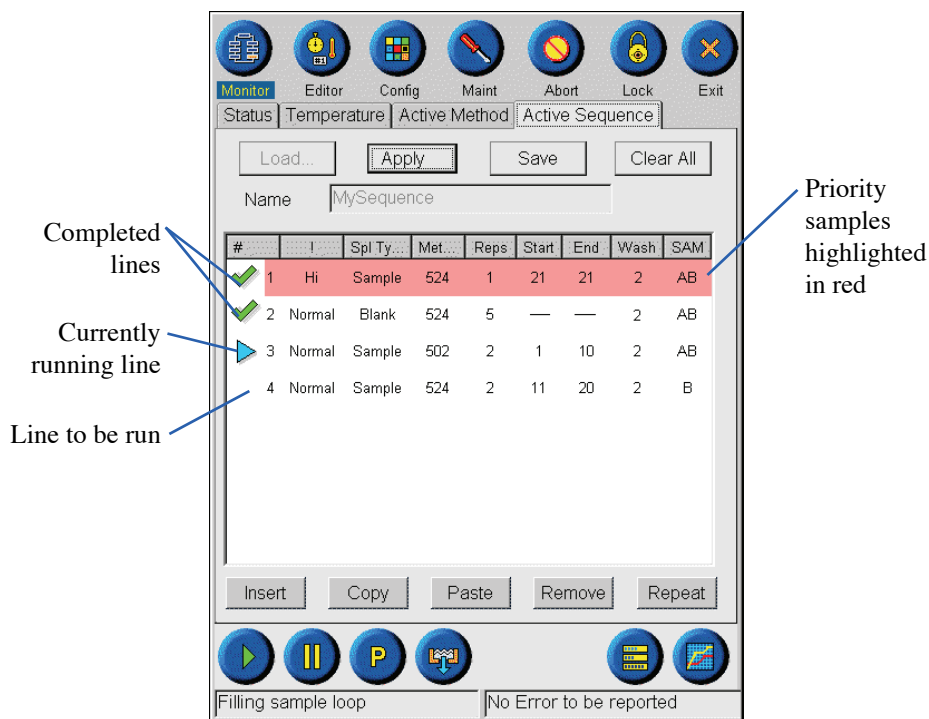 Monitor Editor Config Maint Abort Lock Exit
Status Temperature Active Method Active Sequence
Load... Apply Save Clear All
Name MySequence
Priority
samples
highlighted
in red
Completed
lines
Currently
running line
Line to be run
# ! Spl Ty... Met... Reps Start End Wash SAM
1 Hi Sample 524 1 21 21 2 AB
2 Normal Blank 524 5 — — 2 AB
3 Normal Sample 502 2 1 10 2 AB
4 Normal Sample 524 2 11 20 2 B
Insert Copy Paste Remove Repeat
P
Filling sample loop No Error to be reported